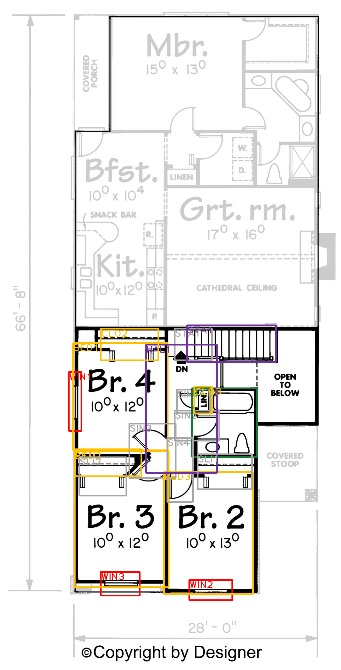 COVERED
PORCH
Mbr.
15⁰ x 13⁰
Bfst.
10⁰ x 10⁴
SNACK BAR
LINEN
W.
D.
Grt. rm.
17⁰ x 16⁰
CATHEDRAL CEILING
R.
Kit.
10⁰ x 12⁰
P.
66' - 8"
DN
Br. 4
10⁰ x 12⁰
OPEN
TO
BELOW
LIN.
COVERED
STOOP
Br. 3
10⁰ x 12⁰
Br. 2
10⁰ x 13⁰
WIN3
WIN2
28' - 0"
©Copyright by Designer